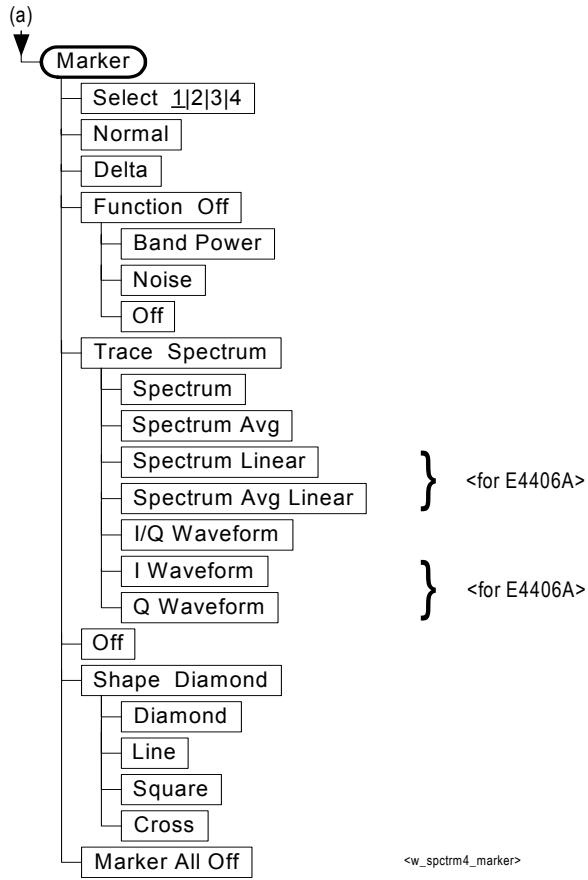 (a)
Marker
Select 1|2|3|4
Normal
Delta
Function Off
Band Power
Noise
Off
Trace Spectrum
Spectrum
Spectrum Avg
Spectrum Linear
Spectrum Avg Linear
} <for E4406A>
I/Q Waveform
I Waveform
Q Waveform
} <for E4406A>
Off
Shape Diamond
Diamond
Line
Square
Cross
Marker All Off
<w_spctrm4_marker>